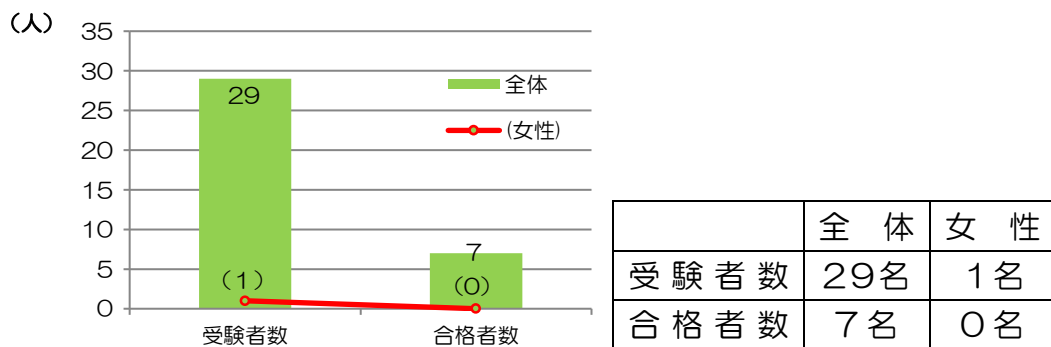 （人）
35
30
25
20
15
10
5
0
29
7
（1）
（0）
全体
(女性)
受験者数 合格者数
全 体 女 性
受験者数 29名 1名
合格者数 7名 0名